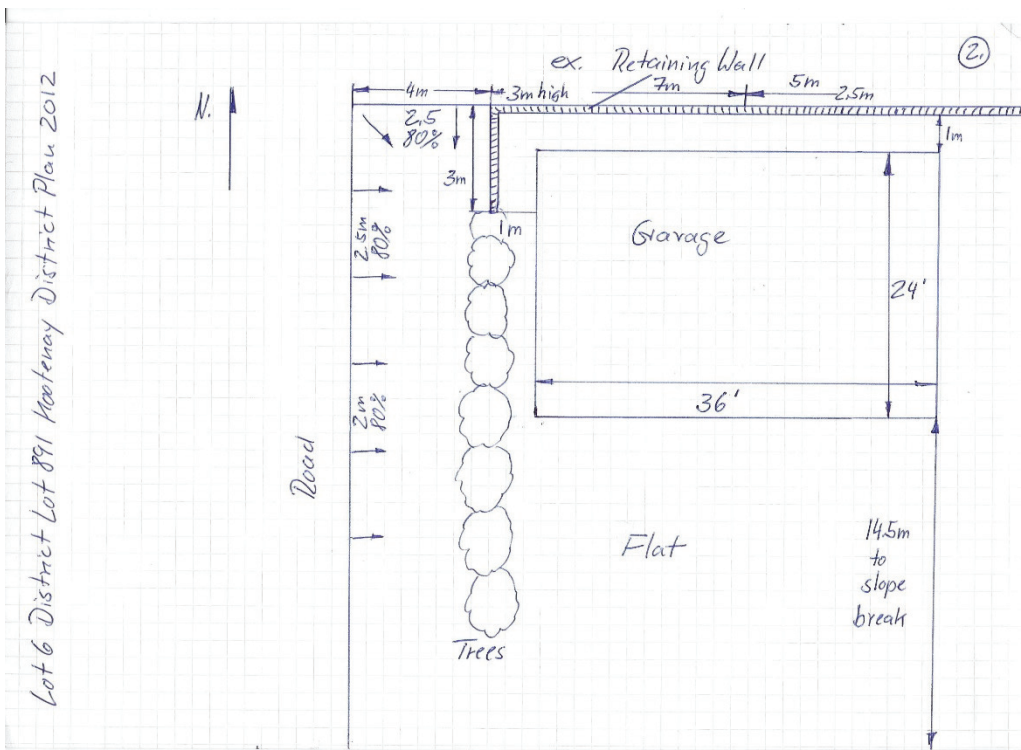 2.
ex. Retaining Wall
N.
4m
3m high
7m
5m
2.5m
2,5
80%
3m
1m
1m
Garage
24'
36'
2.5m
80%
2m
80%
Road
Flat
14.5m
to
slope
break
Trees
Lot 6 District Lot 891 Kootenay District Plan 2012